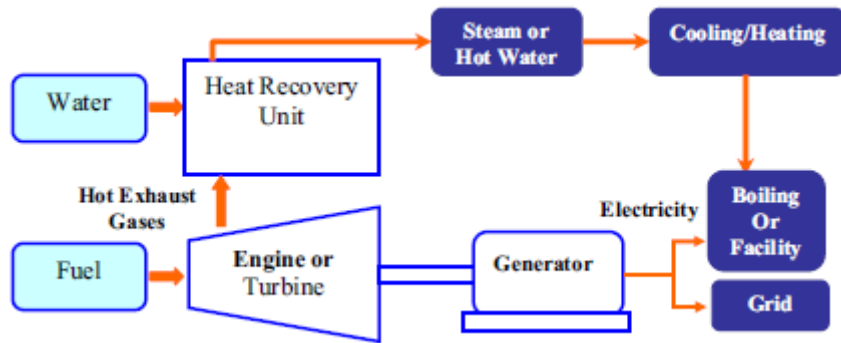 Steam or
Hot Water
Cooling/Heating
Water
Heat Recovery
Unit
Hot Exhaust
Gases
Boiling
Or
Facility
Electricity
Fuel
Engine or
Turbine
Generator
Grid